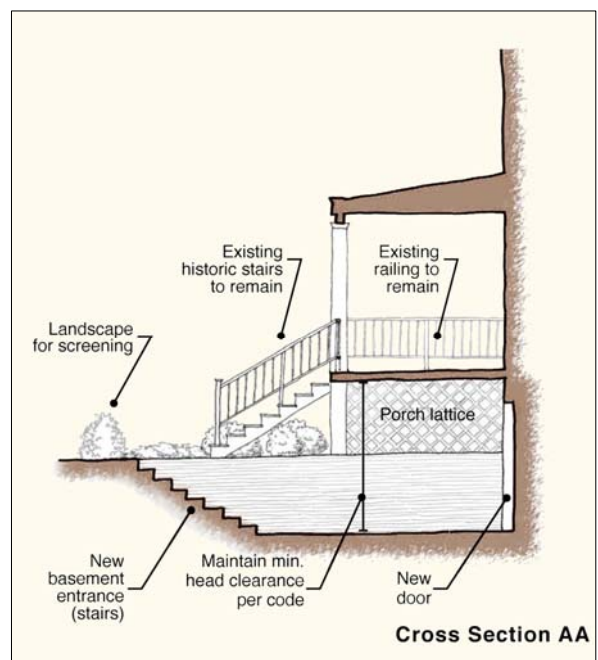 Existing
historic stairs
to remain
Existing
railing to
remain
Landscape
for screening
Porch lattice
New
basement
entrance
(stairs)
Maintain min.
head clearance
per code
New
door
Cross Section AA